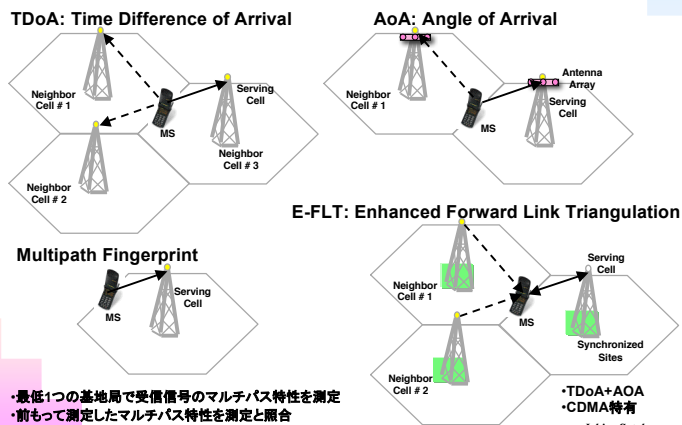 TDoA: Time Difference of Arrival
Neighbor
Cell # 1
Serving
Cell
MS
Neighbor
Cell # 3
Neighbor
Cell # 2
AoA: Angle of Arrival
Neighbor
Cell # 1
Antenna
Array
Serving
Cell
MS
Multipath Fingerprint
Serving
Cell
MS
・最低1つの基地局で受信信号のマルチパス特性を測定
・前もって測定したマルチパス特性を測定と照合
E-FLT: Enhanced Forward Link Triangulation
Serving
Cell
Neighbor
Cell # 1
MS
Synchronized
Sites
Neighbor
Cell # 2
•TDoA+AOA
•CDMA特有